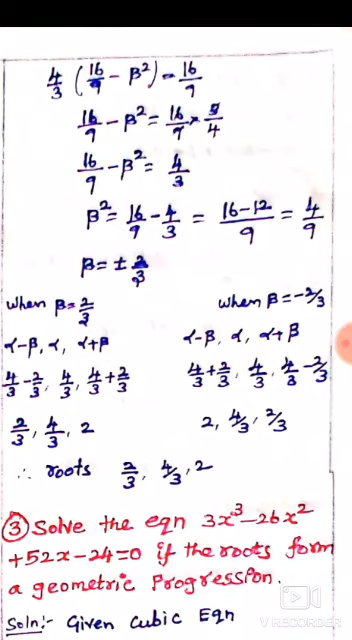 4/3 (16/9 - β²) = 16/9
16/9 - β² = 16/9 × 3/4
16/9 - β² = 4/3
β² = 16/9 - 4/3 = (16-12)/9 = 4/9
β = ± 2/3
When β = 2/3
α-β, α, α+β
4/3 - 2/3, 4/3, 4/3 + 2/3
2/3, 4/3, 2
when β = -2/3
α-β, α, α+β
4/3 + 2/3, 4/3, 4/3 - 2/3
2, 4/3, 2/3
∴ roots 2/3, 4/3, 2
③ Solve the eqn 3x³-26x²
+52x-24=0 if the roots form
a geometric Progression.
Soln:- Given Cubic Eqn
V RECORDER